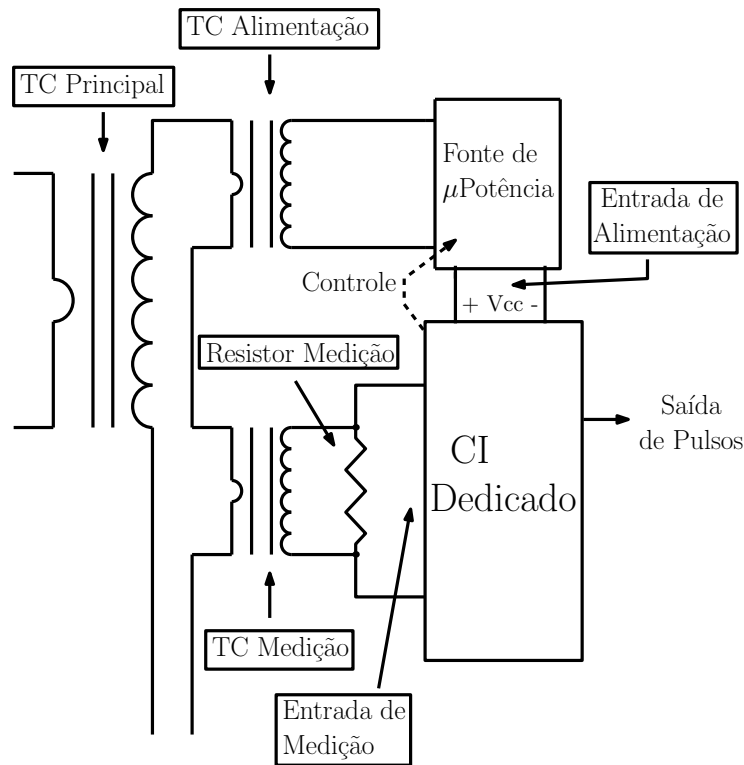 TC Alimentação
TC Principal
Fonte de
μPotência
Entrada de
Alimentação
Controle
+ Vcc -
Resistor Medição
Saída
de Pulsos
CI
Dedicado
TC Medição
Entrada de
Medição